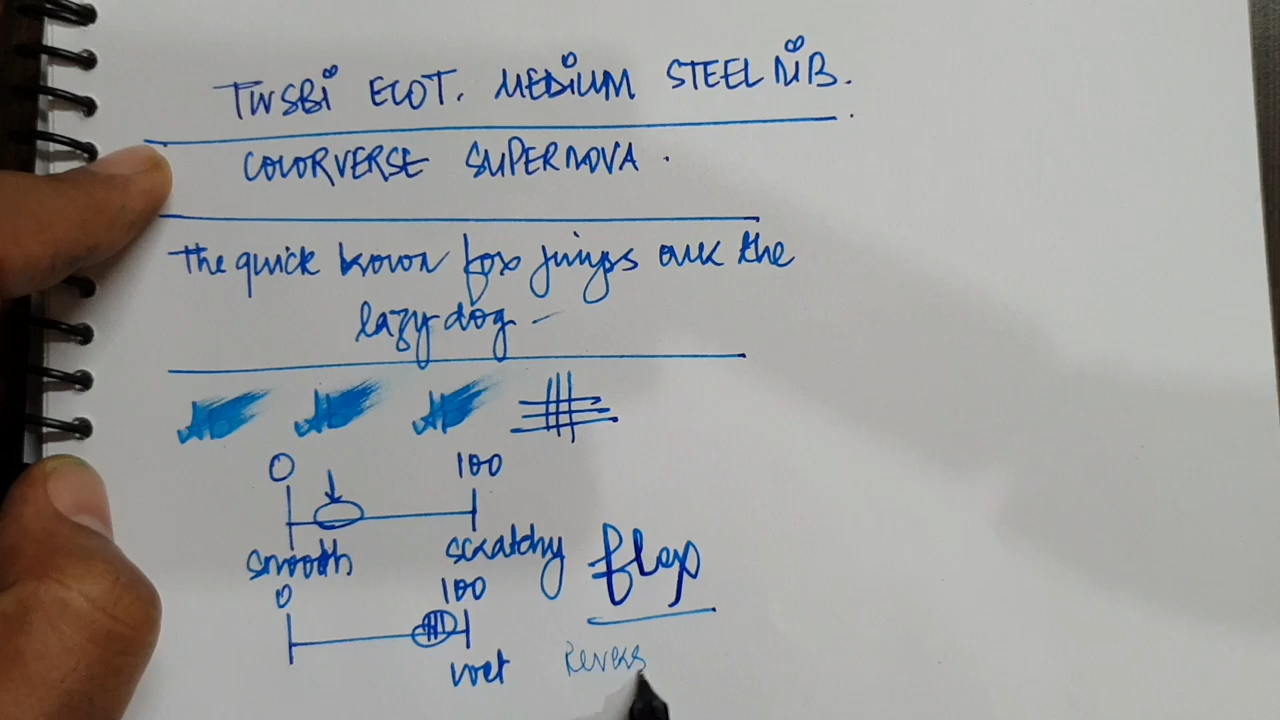 TWSBi ECOT. MEDiUM STEEL NiB.
COLORVERSE SUPERNOVA.
The quick brown fox jumps over the
lazy dog -
0 100
smooth scratchy
flex
0 100
wet
Revers